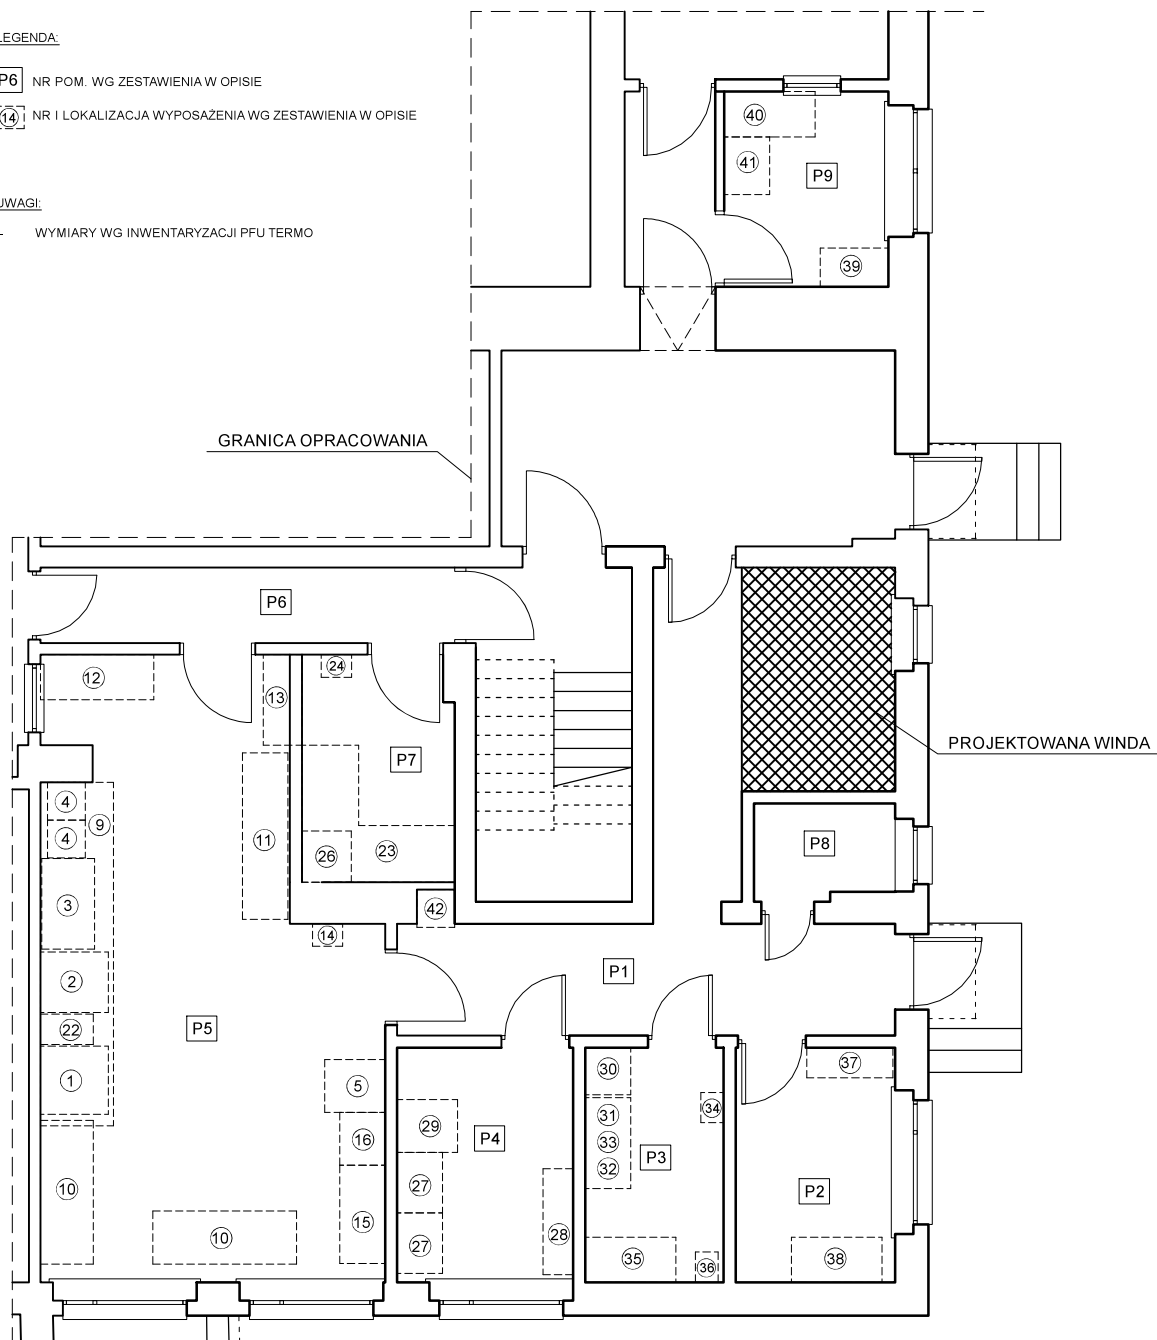 LEGENDA:
P6 NR POM. WG ZESTAWIENIA W OPISIE
14 NR I LOKALIZACJA WYPOSAŻENIA WG ZESTAWIENIA W OPISIE
UWAGI:
- WYMIARY WG INWENTARYZACJI PFU TERMO
40
41
P9
39
GRANICA OPRACOWANIA
P6
12
13
24
P7
PROJEKTOWANA WINDA
4
9
4
11
26
23
P8
3
42
14
2
P1
22
P5
1
5
30
37
29
16
P4
31
34
33
P3
32
10
27
P2
15
10
27
28
35
36
38